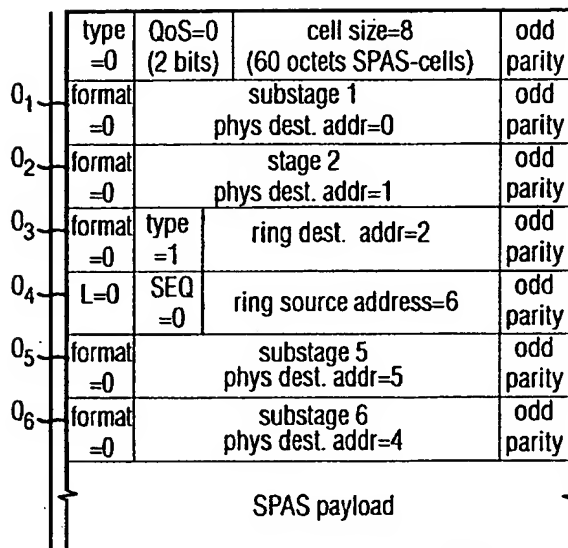 type QoS=0 cell size=8 odd
=0 (2 bits) (60 octets SPAS-cells) parity
O1 format substage 1 odd
=0 phys dest. addr=0 parity
O2 format stage 2 odd
=0 phys dest. addr=1 parity
O3 format type ring dest. addr=2 odd
=0 =1 parity
O4 L=0 SEQ ring source address=6 odd
=0 parity
O5 format substage 5 odd
=0 phys dest. addr=5 parity
O6 format substage 6 odd
=0 phys dest. addr=4 parity
SPAS payload